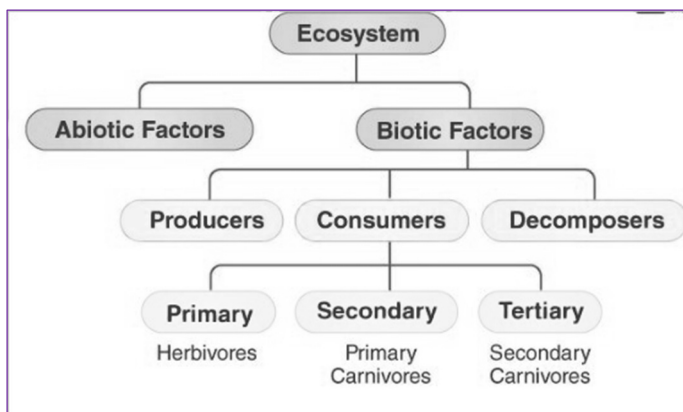 Ecosystem
Abiotic Factors
Biotic Factors
Producers
Consumers
Decomposers
Primary
Secondary
Tertiary
Herbivores
Primary
Carnivores
Secondary
Carnivores